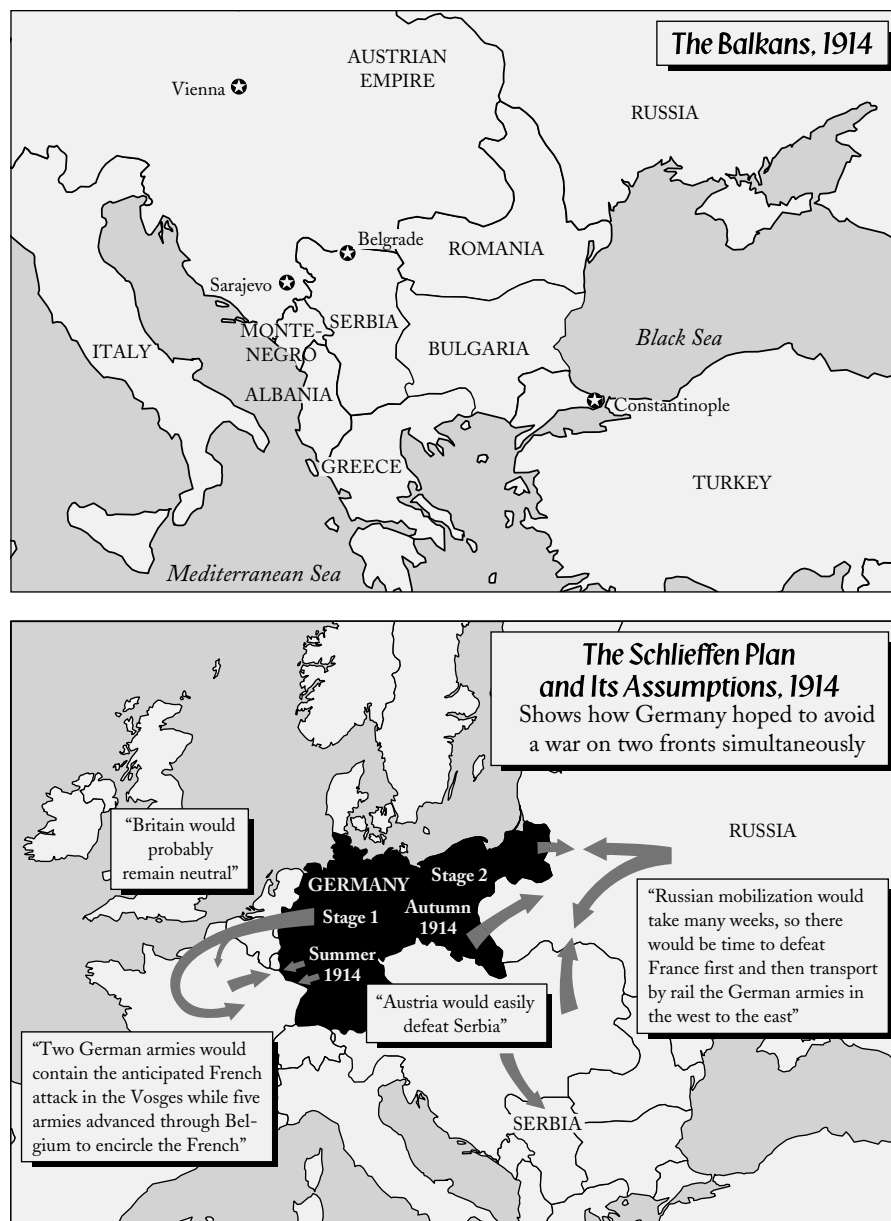 The Balkans, 1914
AUSTRIAN
EMPIRE
Vienna
RUSSIA
Belgrade
ROMANIA
Sarajevo
SERBIA
MONTE-
NEGRO
ITALY
BULGARIA
Black Sea
ALBANIA
Constantinople
GREECE
TURKEY
Mediterranean Sea
The Schlieffen Plan
and Its Assumptions, 1914
Shows how Germany hoped to avoid
a war on two fronts simultaneously
“Britain would
probably
remain neutral”
RUSSIA
GERMANY
Stage 2
Stage 1
Autumn
1914
Summer
1914
“Russian mobilization would
take many weeks, so there
would be time to defeat
France first and then transport
by rail the German armies in
the west to the east”
“Austria would easily
defeat Serbia”
“Two German armies would
contain the anticipated French
attack in the Vosges while five
armies advanced through Bel-
gium to encircle the French”
SERBIA